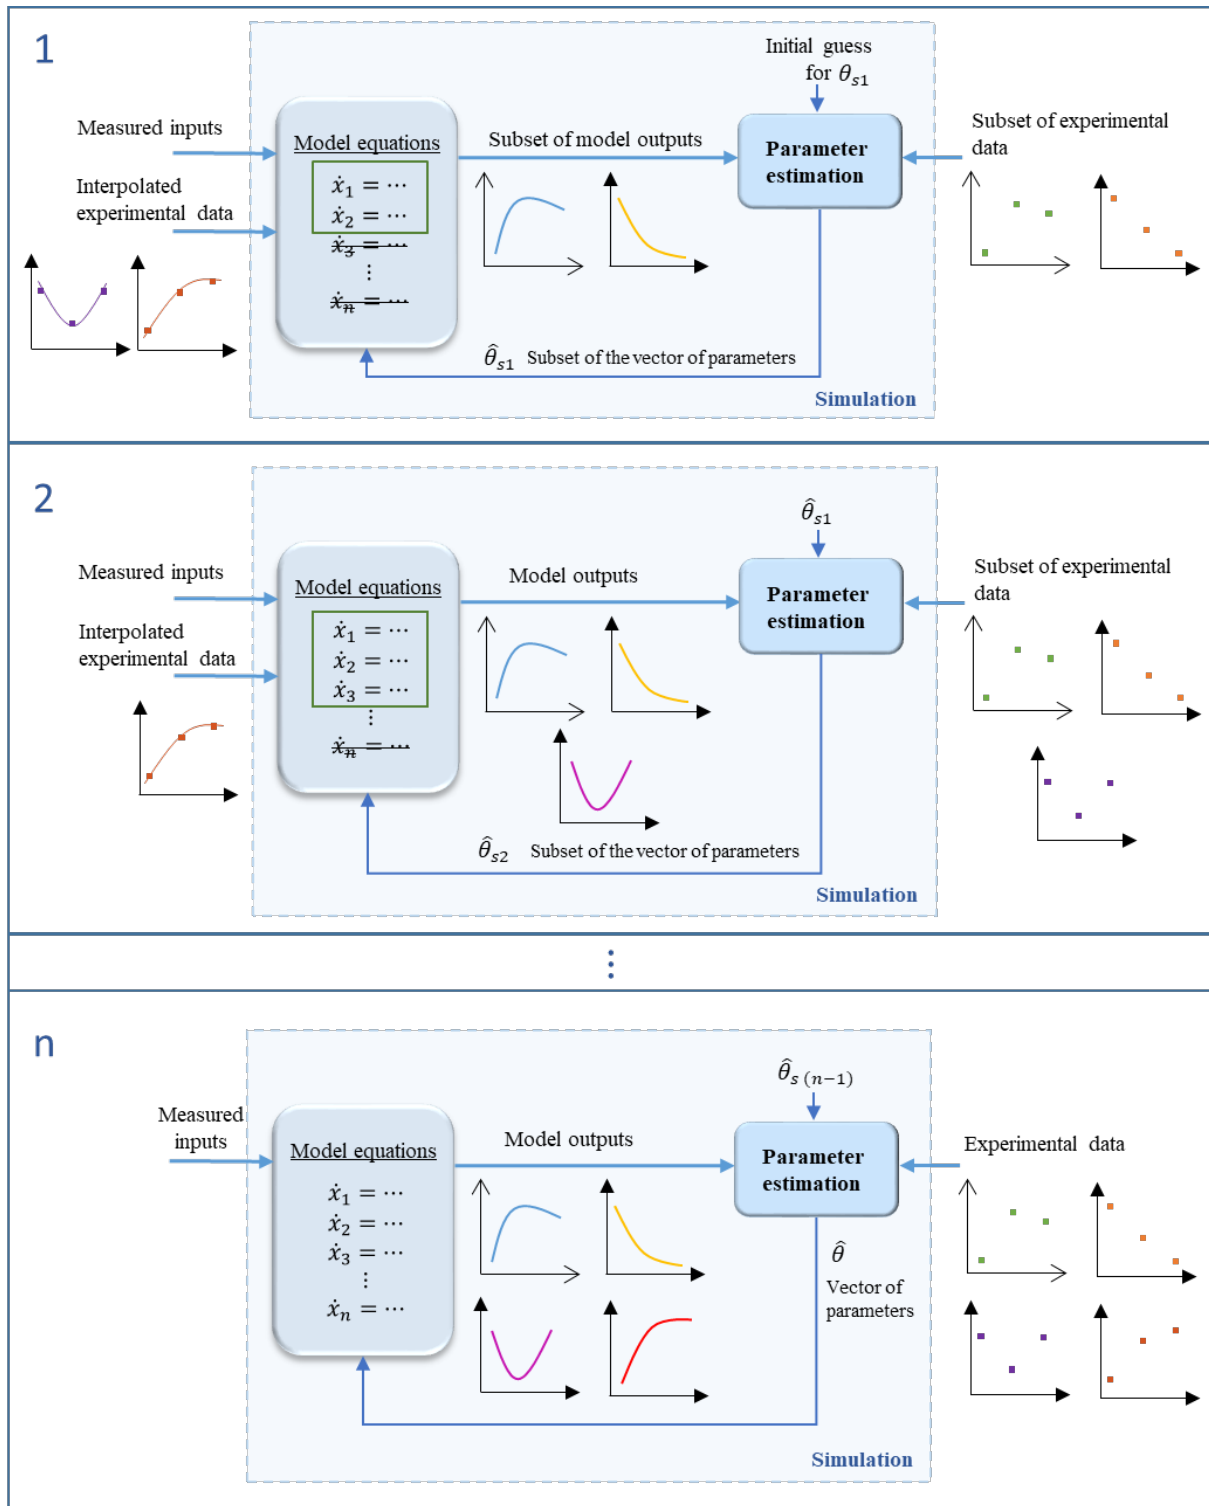 1
Initial guess
for θ_{s1}
Measured inputs
Model equations
Subset of model outputs
Parameter
estimation
Subset of experimental
data
Interpolated
experimental data
ẋ₁ = ⋯
ẋ₂ = ⋯
ẋ₃ = ⋯
⋮
ẋₙ = ⋯
θ̂_{s1} Subset of the vector of parameters
Simulation
2
θ̂_{s1}
Measured inputs
Model equations
Model outputs
Parameter
estimation
Subset of experimental
data
Interpolated
experimental data
ẋ₁ = ⋯
ẋ₂ = ⋯
ẋ₃ = ⋯
⋮
ẋₙ = ⋯
θ̂_{s2} Subset of the vector of parameters
Simulation
⋮
n
θ̂_{s (n−1)}
Measured
inputs
Model equations
Model outputs
Parameter
estimation
Experimental data
ẋ₁ = ⋯
ẋ₂ = ⋯
ẋ₃ = ⋯
⋮
ẋₙ = ⋯
θ̂
Vector of
parameters
Simulation